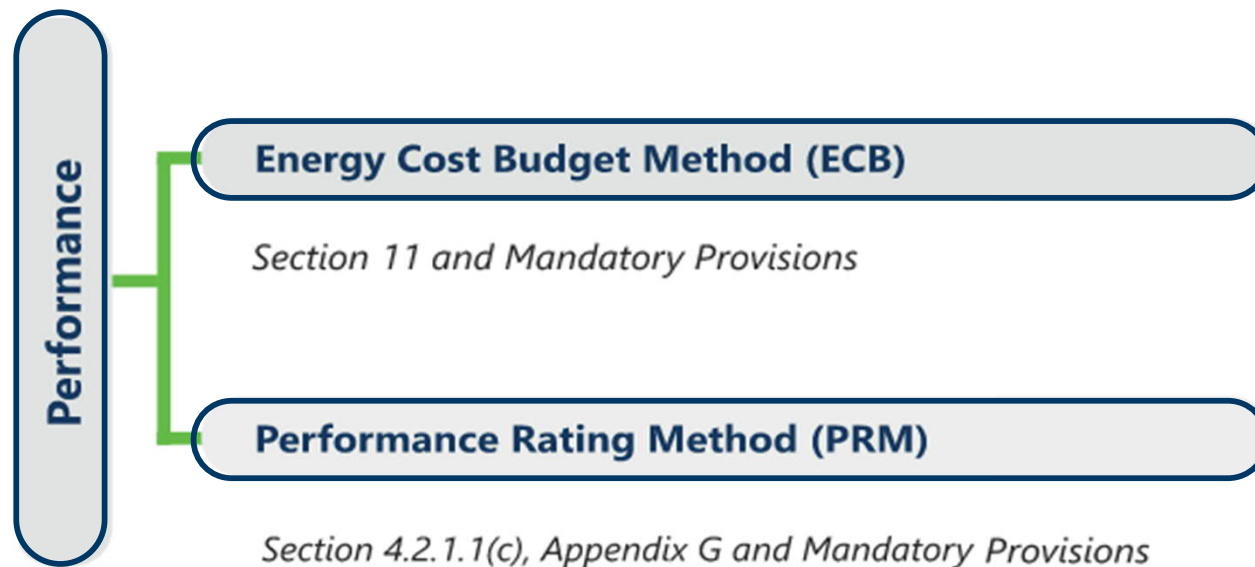 Performance
Energy Cost Budget Method (ECB)
Section 11 and Mandatory Provisions
Performance Rating Method (PRM)
Section 4.2.1.1(c), Appendix G and Mandatory Provisions